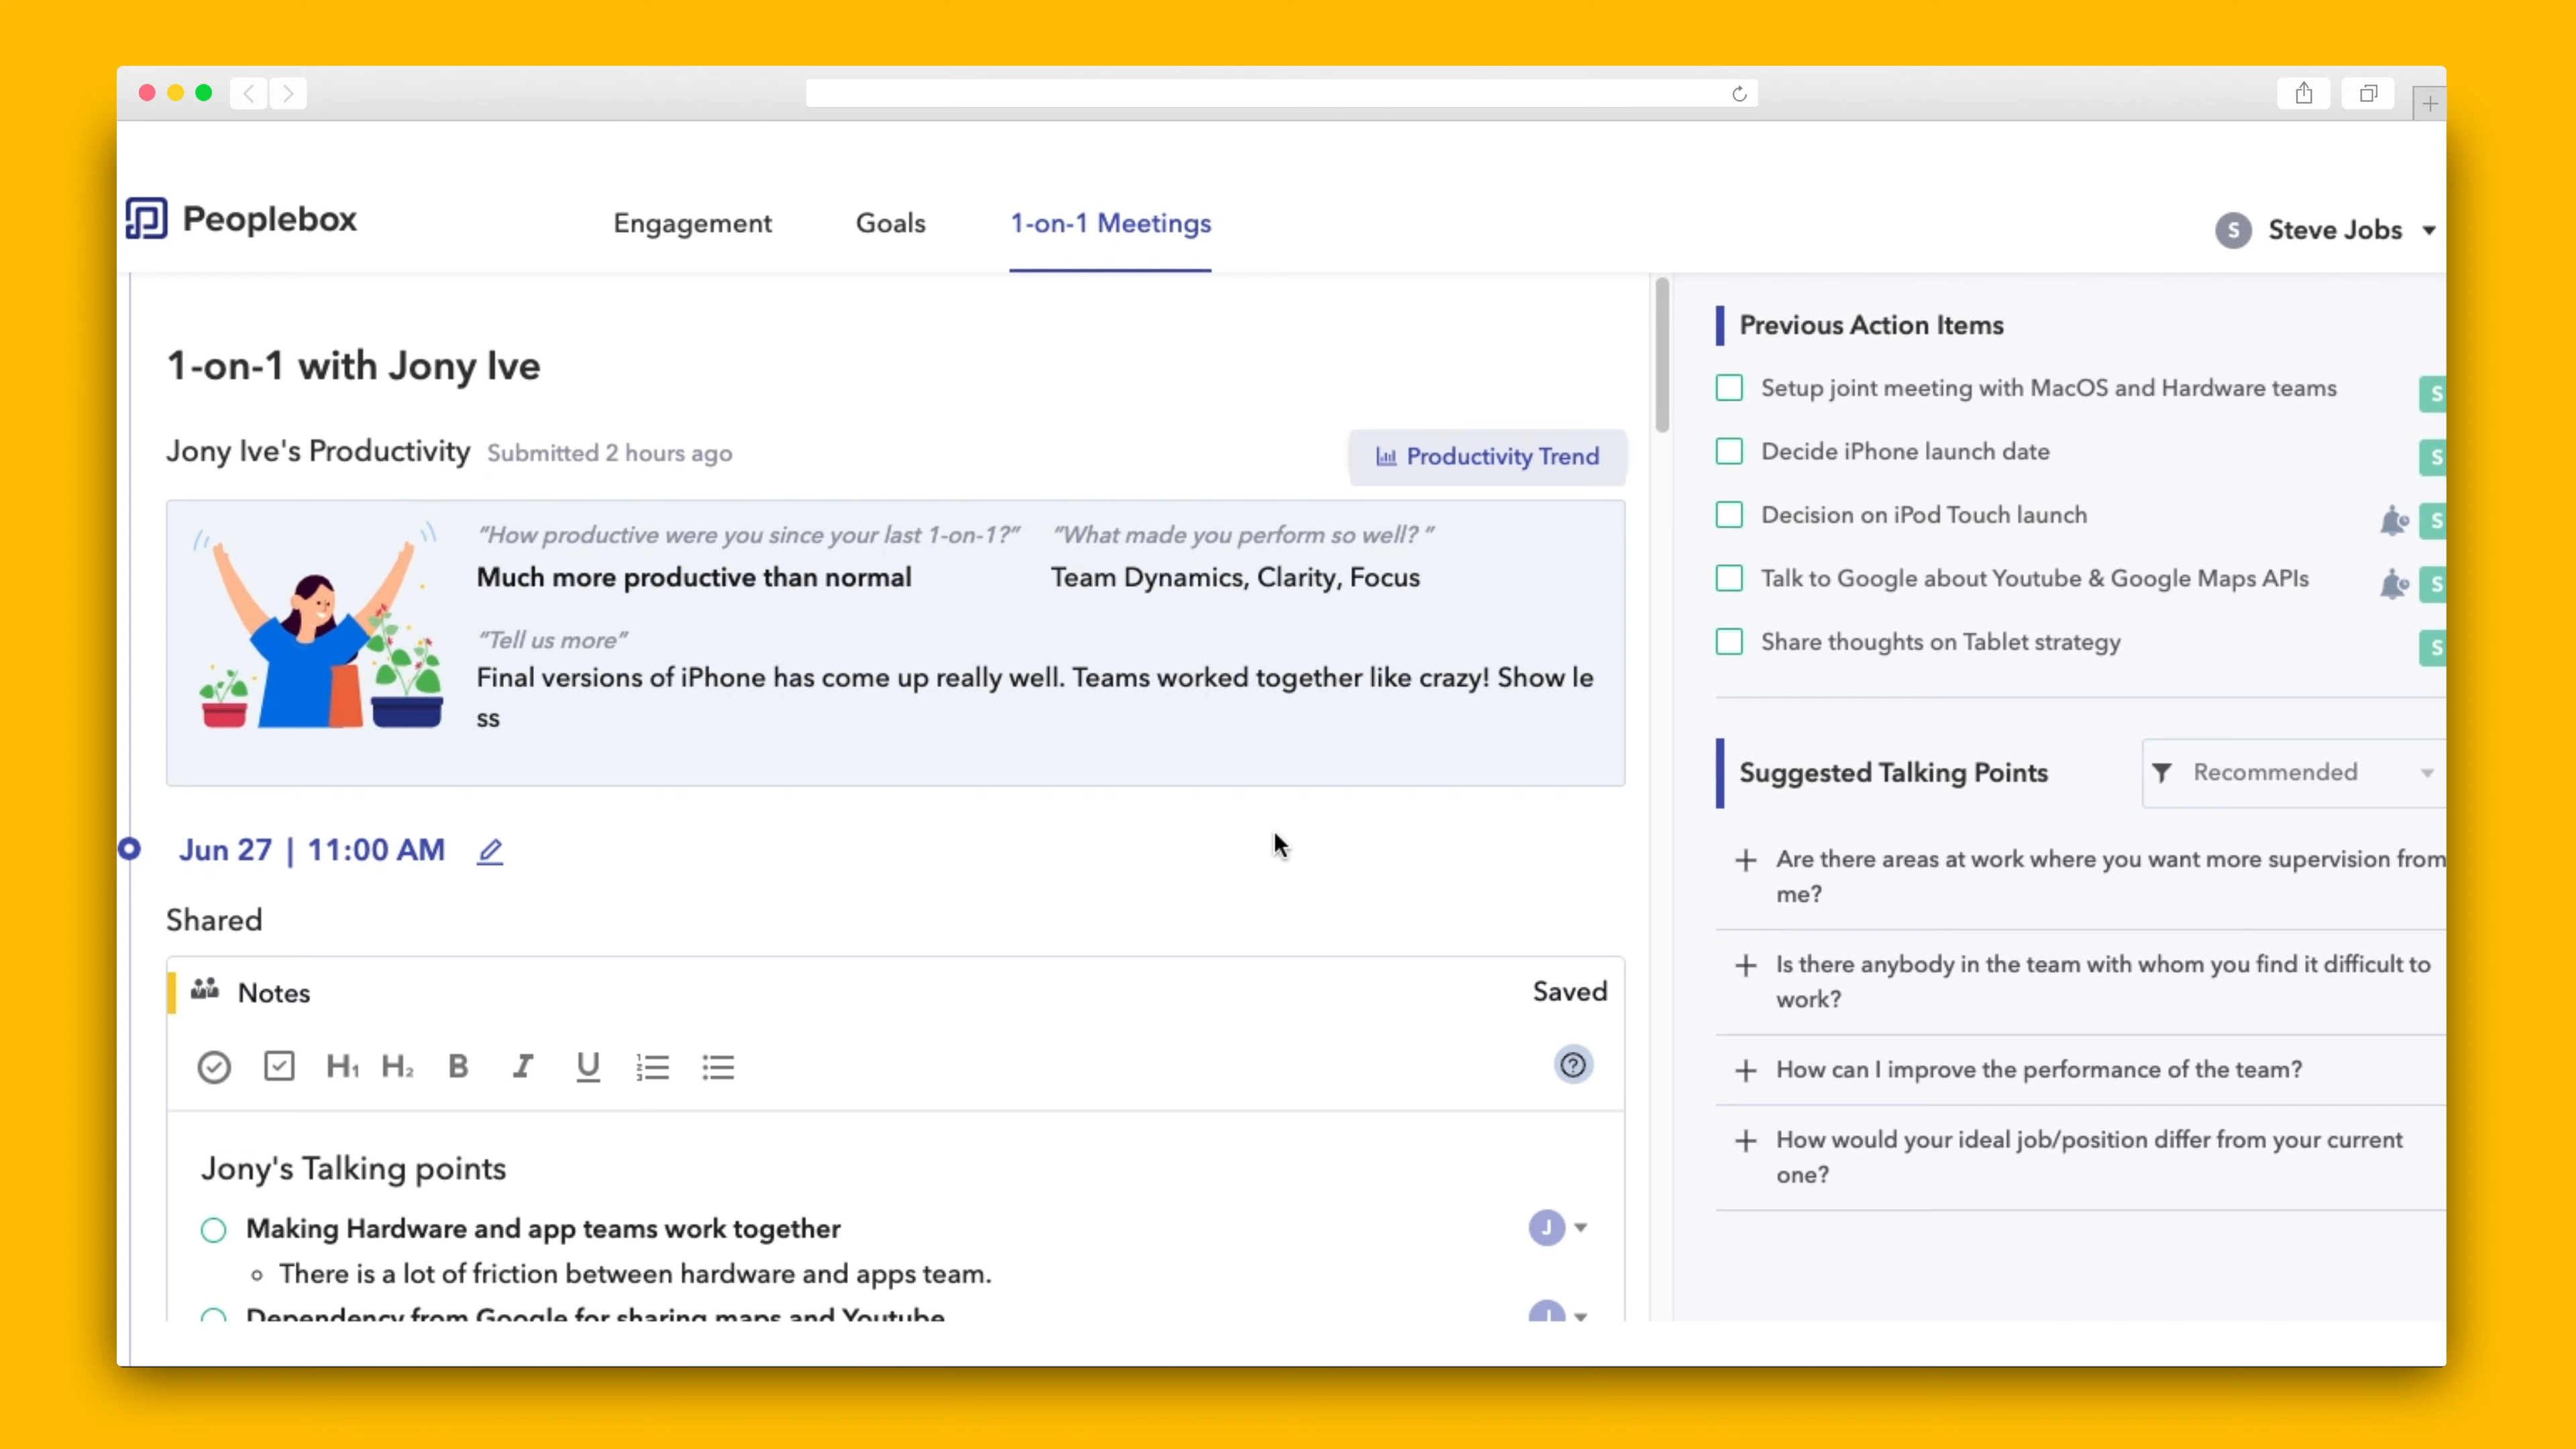 Peoplebox
Engagement
Goals
1-on-1 Meetings
S
Steve Jobs
1-on-1 with Jony Ive
Jony Ive's Productivity
Submitted 2 hours ago
Productivity Trend
"How productive were you since your last 1-on-1?"
Much more productive than normal
"What made you perform so well? "
Team Dynamics, Clarity, Focus
"Tell us more"
Final versions of iPhone has come up really well. Teams worked together like crazy! Show le
ss
Jun 27 | 11:00 AM
Shared
Notes
Saved
H1 H2 B I U
?
Jony's Talking points
Making Hardware and app teams work together
J
There is a lot of friction between hardware and apps team.
Dependency from Google for sharing maps and Youtube
J
Previous Action Items
Setup joint meeting with MacOS and Hardware teams
S
Decide iPhone launch date
S
Decision on iPod Touch launch
S
Talk to Google about Youtube & Google Maps APIs
S
Share thoughts on Tablet strategy
S
Suggested Talking Points
Recommended
Are there areas at work where you want more supervision from
me?
Is there anybody in the team with whom you find it difficult to
work?
How can I improve the performance of the team?
How would your ideal job/position differ from your current
one?